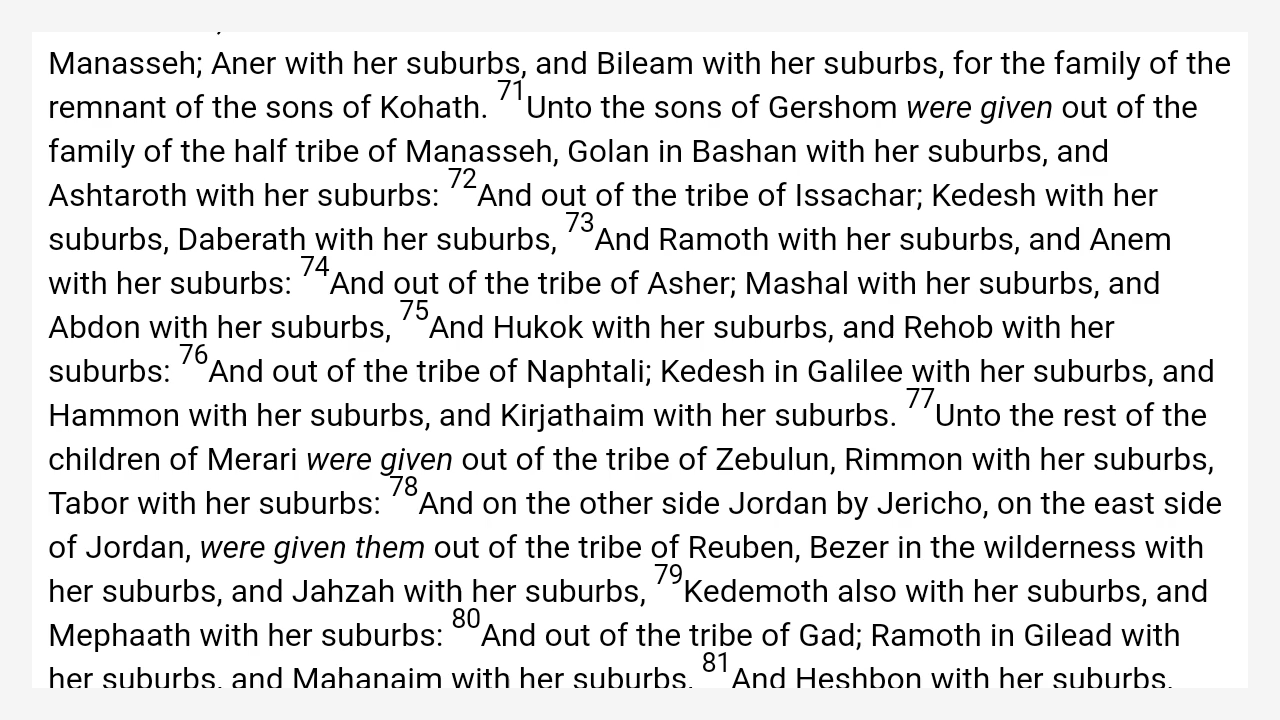 Manasseh; Aner with her suburbs, and Bileam with her suburbs, for the family of the
remnant of the sons of Kohath. 71Unto the sons of Gershom were given out of the
family of the half tribe of Manasseh, Golan in Bashan with her suburbs, and
Ashtaroth with her suburbs: 72And out of the tribe of Issachar; Kedesh with her
suburbs, Daberath with her suburbs, 73And Ramoth with her suburbs, and Anem
with her suburbs: 74And out of the tribe of Asher; Mashal with her suburbs, and
Abdon with her suburbs, 75And Hukok with her suburbs, and Rehob with her
suburbs: 76And out of the tribe of Naphtali; Kedesh in Galilee with her suburbs, and
Hammon with her suburbs, and Kirjathaim with her suburbs. 77Unto the rest of the
children of Merari were given out of the tribe of Zebulun, Rimmon with her suburbs,
Tabor with her suburbs: 78And on the other side Jordan by Jericho, on the east side
of Jordan, were given them out of the tribe of Reuben, Bezer in the wilderness with
her suburbs, and Jahzah with her suburbs, 79Kedemoth also with her suburbs, and
Mephaath with her suburbs: 80And out of the tribe of Gad; Ramoth in Gilead with
her suburbs, and Mahanaim with her suburbs, 81And Heshbon with her suburbs,